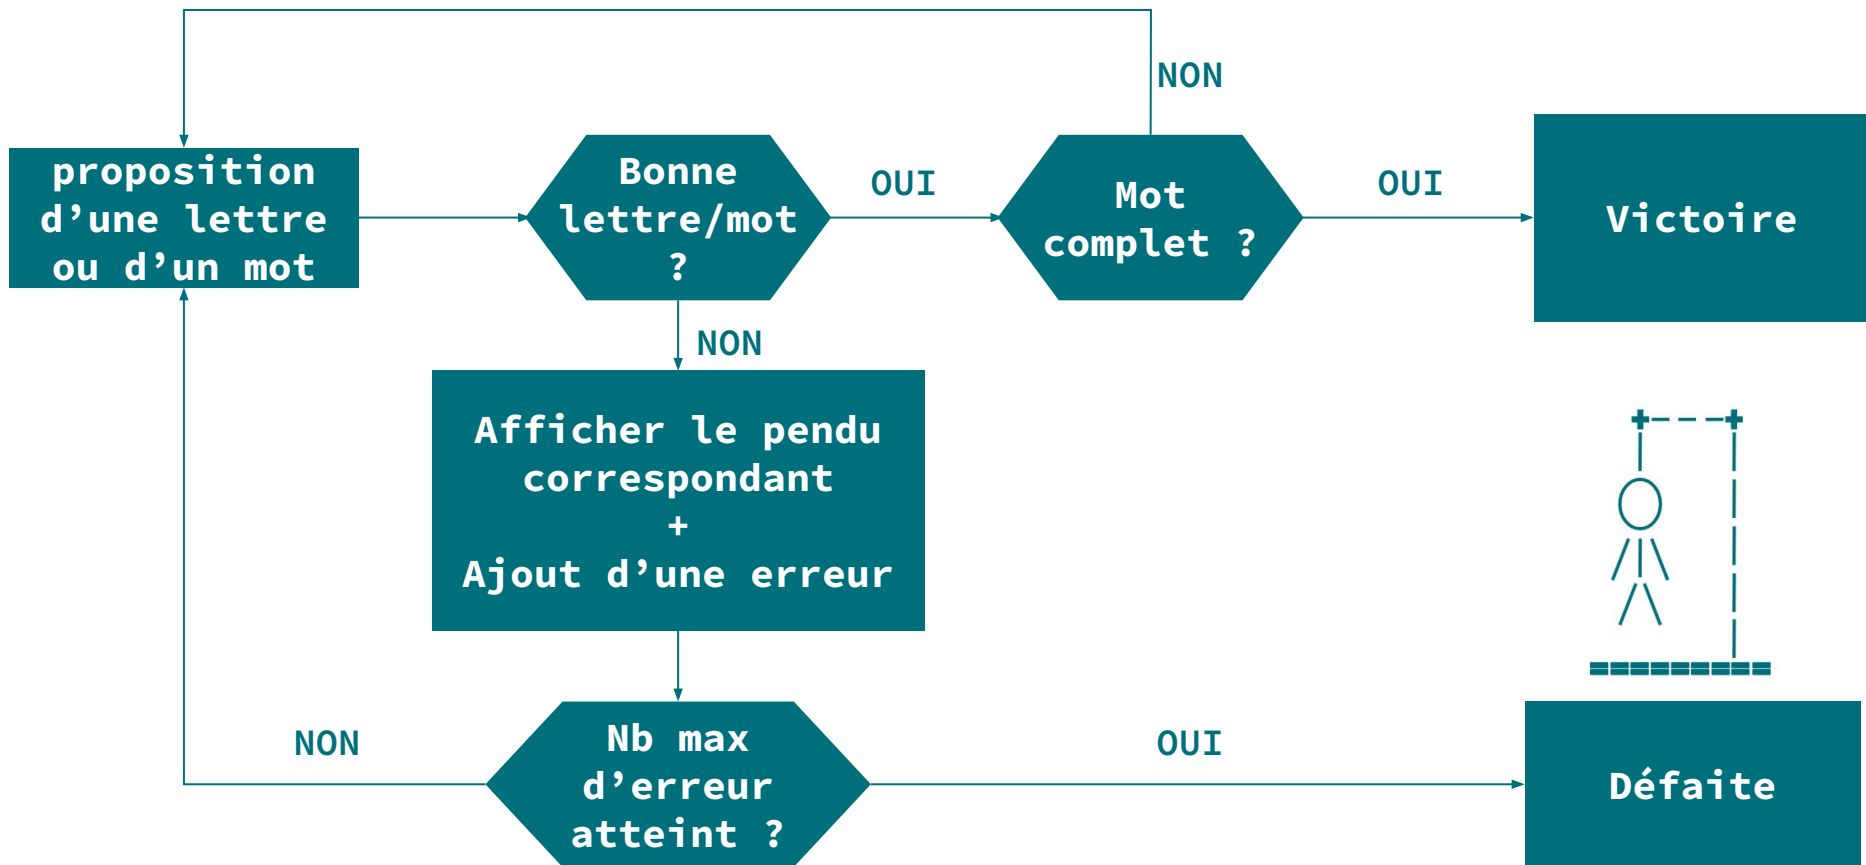 NON
proposition
d’une lettre
ou d’un mot
Bonne
lettre/mot
?
OUI
Mot
complet ?
OUI
Victoire
NON
Afficher le pendu
correspondant
+
Ajout d’une erreur
NON
Nb max
d’erreur
atteint ?
OUI
Défaite